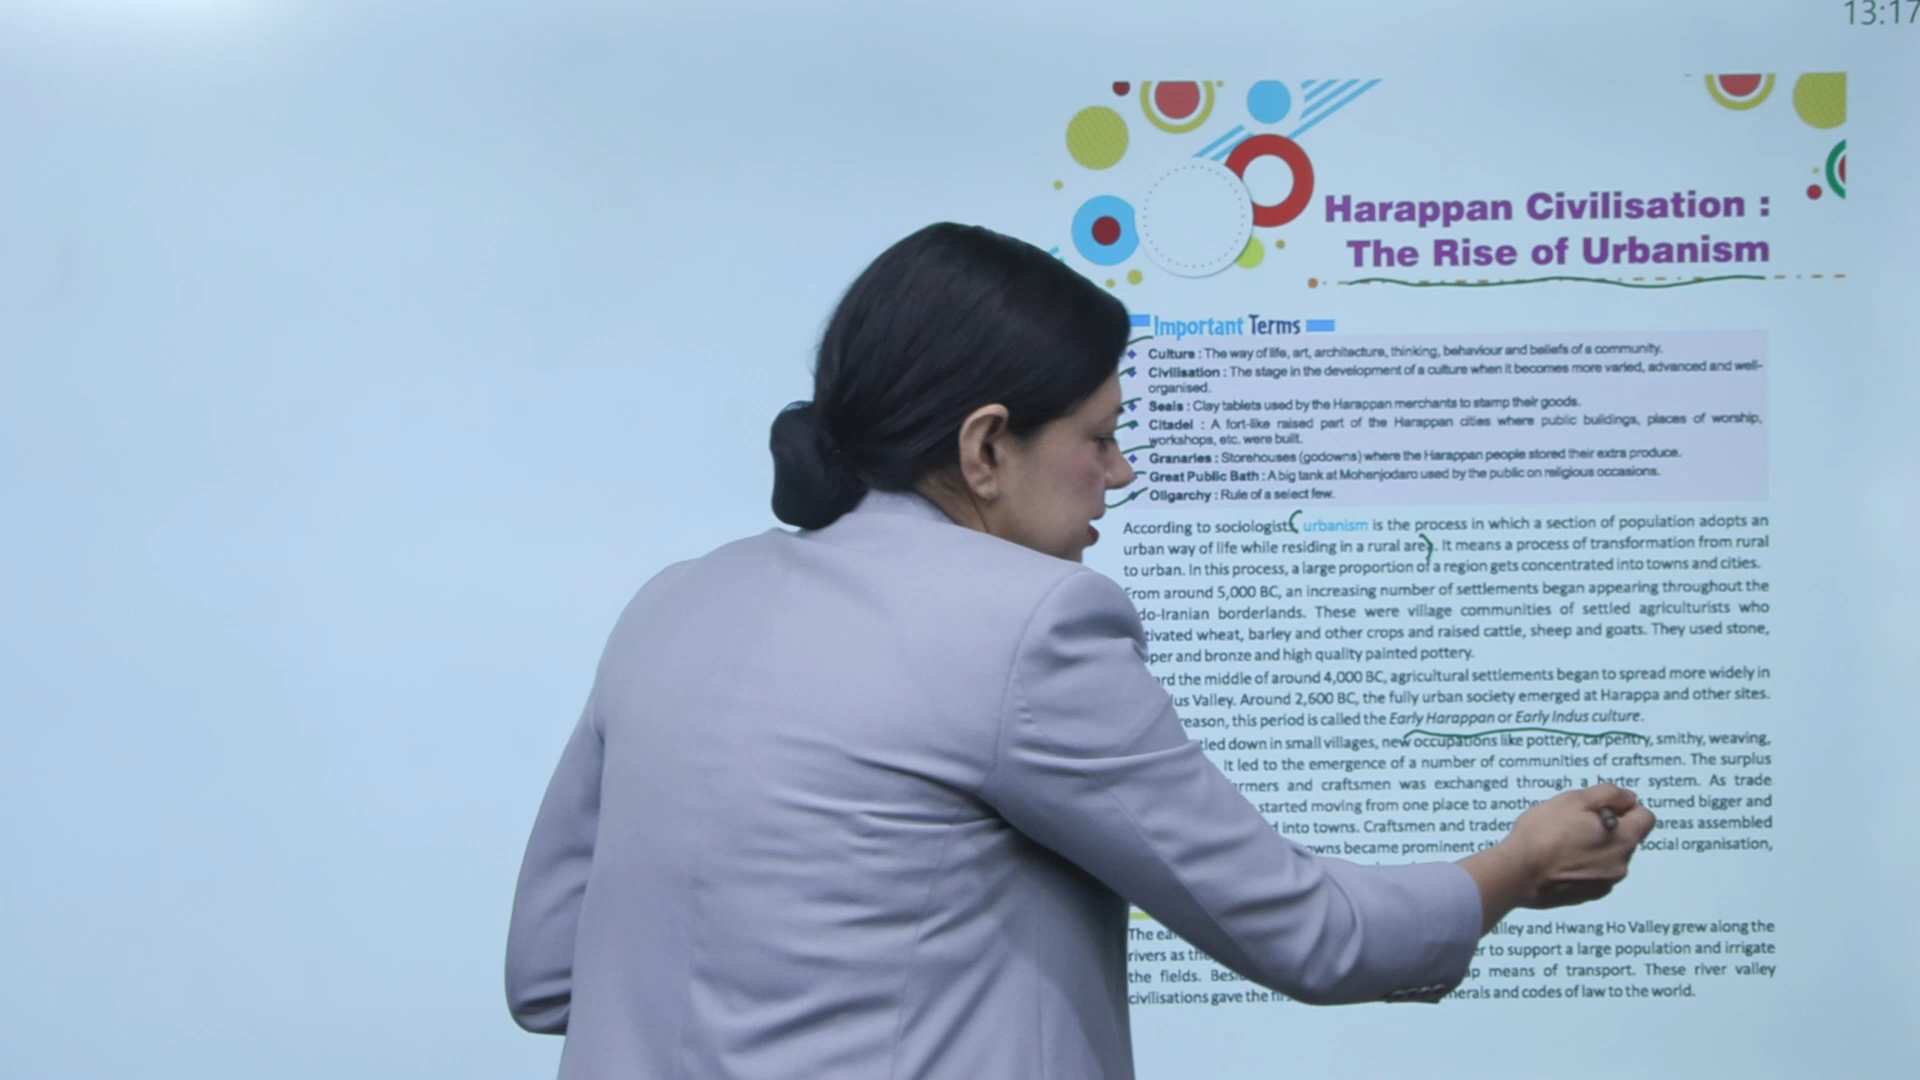 13:17
Harappan Civilisation :
The Rise of Urbanism
Important Terms
Culture : The way of life, art, architecture, thinking, behaviour and beliefs of a community.
Civilisation : The stage in the development of a culture when it becomes more varied, advanced and well-
organised.
Seals : Clay tablets used by the Harappan merchants to stamp their goods.
Citadel : A fort-like raised part of the Harappan cities where public buildings, places of worship,
workshops, etc. were built.
Granaries : Storehouses (godowns) where the Harappan people stored their extra produce.
Great Public Bath : A big tank at Mohenjodaro used by the public on religious occasions.
Oligarchy : Rule of a select few.
According to sociologists, urbanism is the process in which a section of population adopts an
urban way of life while residing in a rural area. It means a process of transformation from rural
to urban. In this process, a large proportion of a region gets concentrated into towns and cities.
From around 5,000 BC, an increasing number of settlements began appearing throughout the
do-Iranian borderlands. These were village communities of settled agriculturists who
tivated wheat, barley and other crops and raised cattle, sheep and goats. They used stone,
per and bronze and high quality painted pottery.
rd the middle of around 4,000 BC, agricultural settlements began to spread more widely in
us Valley. Around 2,600 BC, the fully urban society emerged at Harappa and other sites.
reason, this period is called the Early Harappan or Early Indus culture.
tled down in small villages, new occupations like pottery, carpentry, smithy, weaving,
It led to the emergence of a number of communities of craftsmen. The surplus
rmers and craftsmen was exchanged through a barter system. As trade
started moving from one place to another turned bigger and
into towns. Craftsmen and trader areas assembled
owns became prominent citi social organisation,
The ea lley and Hwang Ho Valley grew along the
rivers as the er to support a large population and irrigate
the fields. Besi p means of transport. These river valley
civilisations gave the fir merals and codes of law to the world.